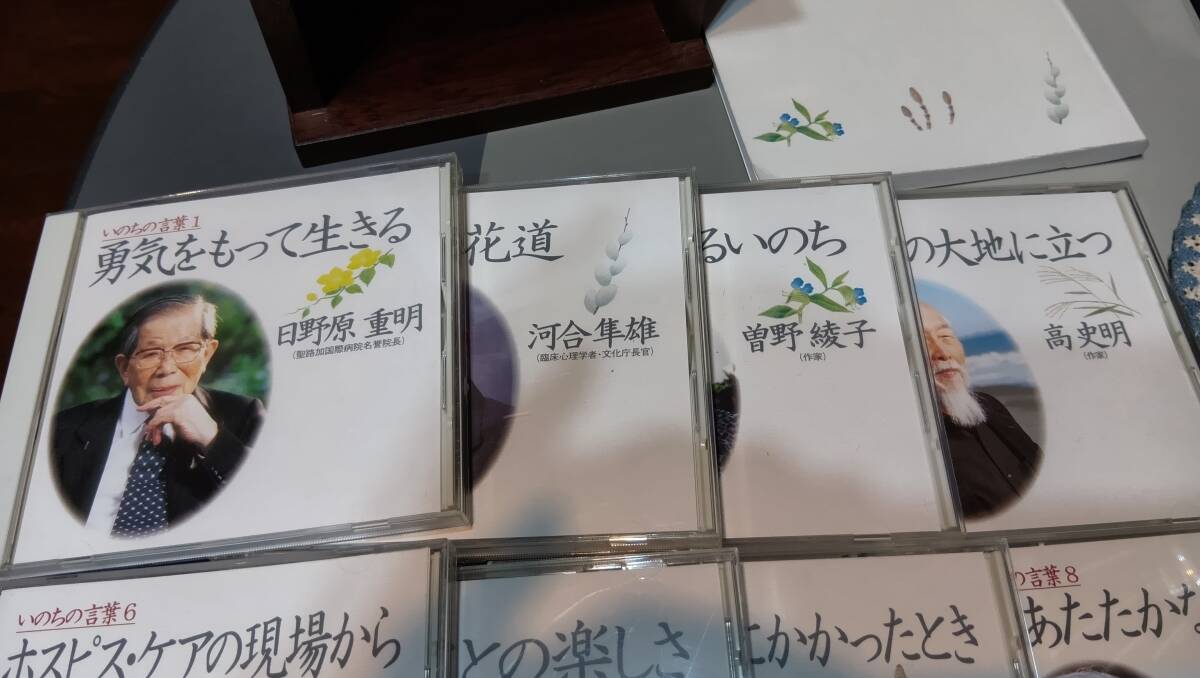 いのちの言葉1
勇気をもって生きる
日野原 重明
(聖路加国際病院名誉院長)
花道
河合隼雄
(臨床心理学者・文化庁長官)
るいのち
曽野綾子
(作家)
の大地に立つ
高史明
(作家)
いのちの言葉6
ホスピス・ケアの現場から
との楽しさ
にかかったとき
の言葉8
あたたかな